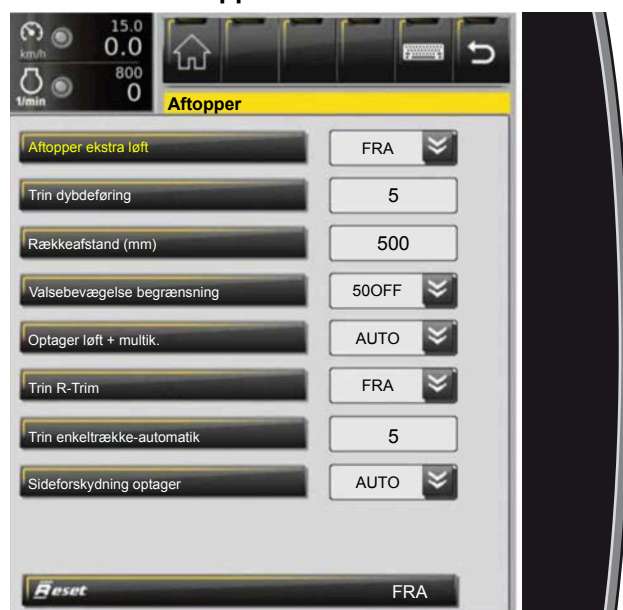 15.0
km/h 0.0
800
1/min 0
Aftopper
Aftopper ekstra løft FRA
Trin dybdeføring 5
Rækkeafstand (mm) 500
Valsebevægelse begrænsning 50OFF
Optager løft + multik. AUTO
Trin R-Trim FRA
Trin enkeltrække-automatik 5
Sideforskydning optager AUTO
Reset FRA